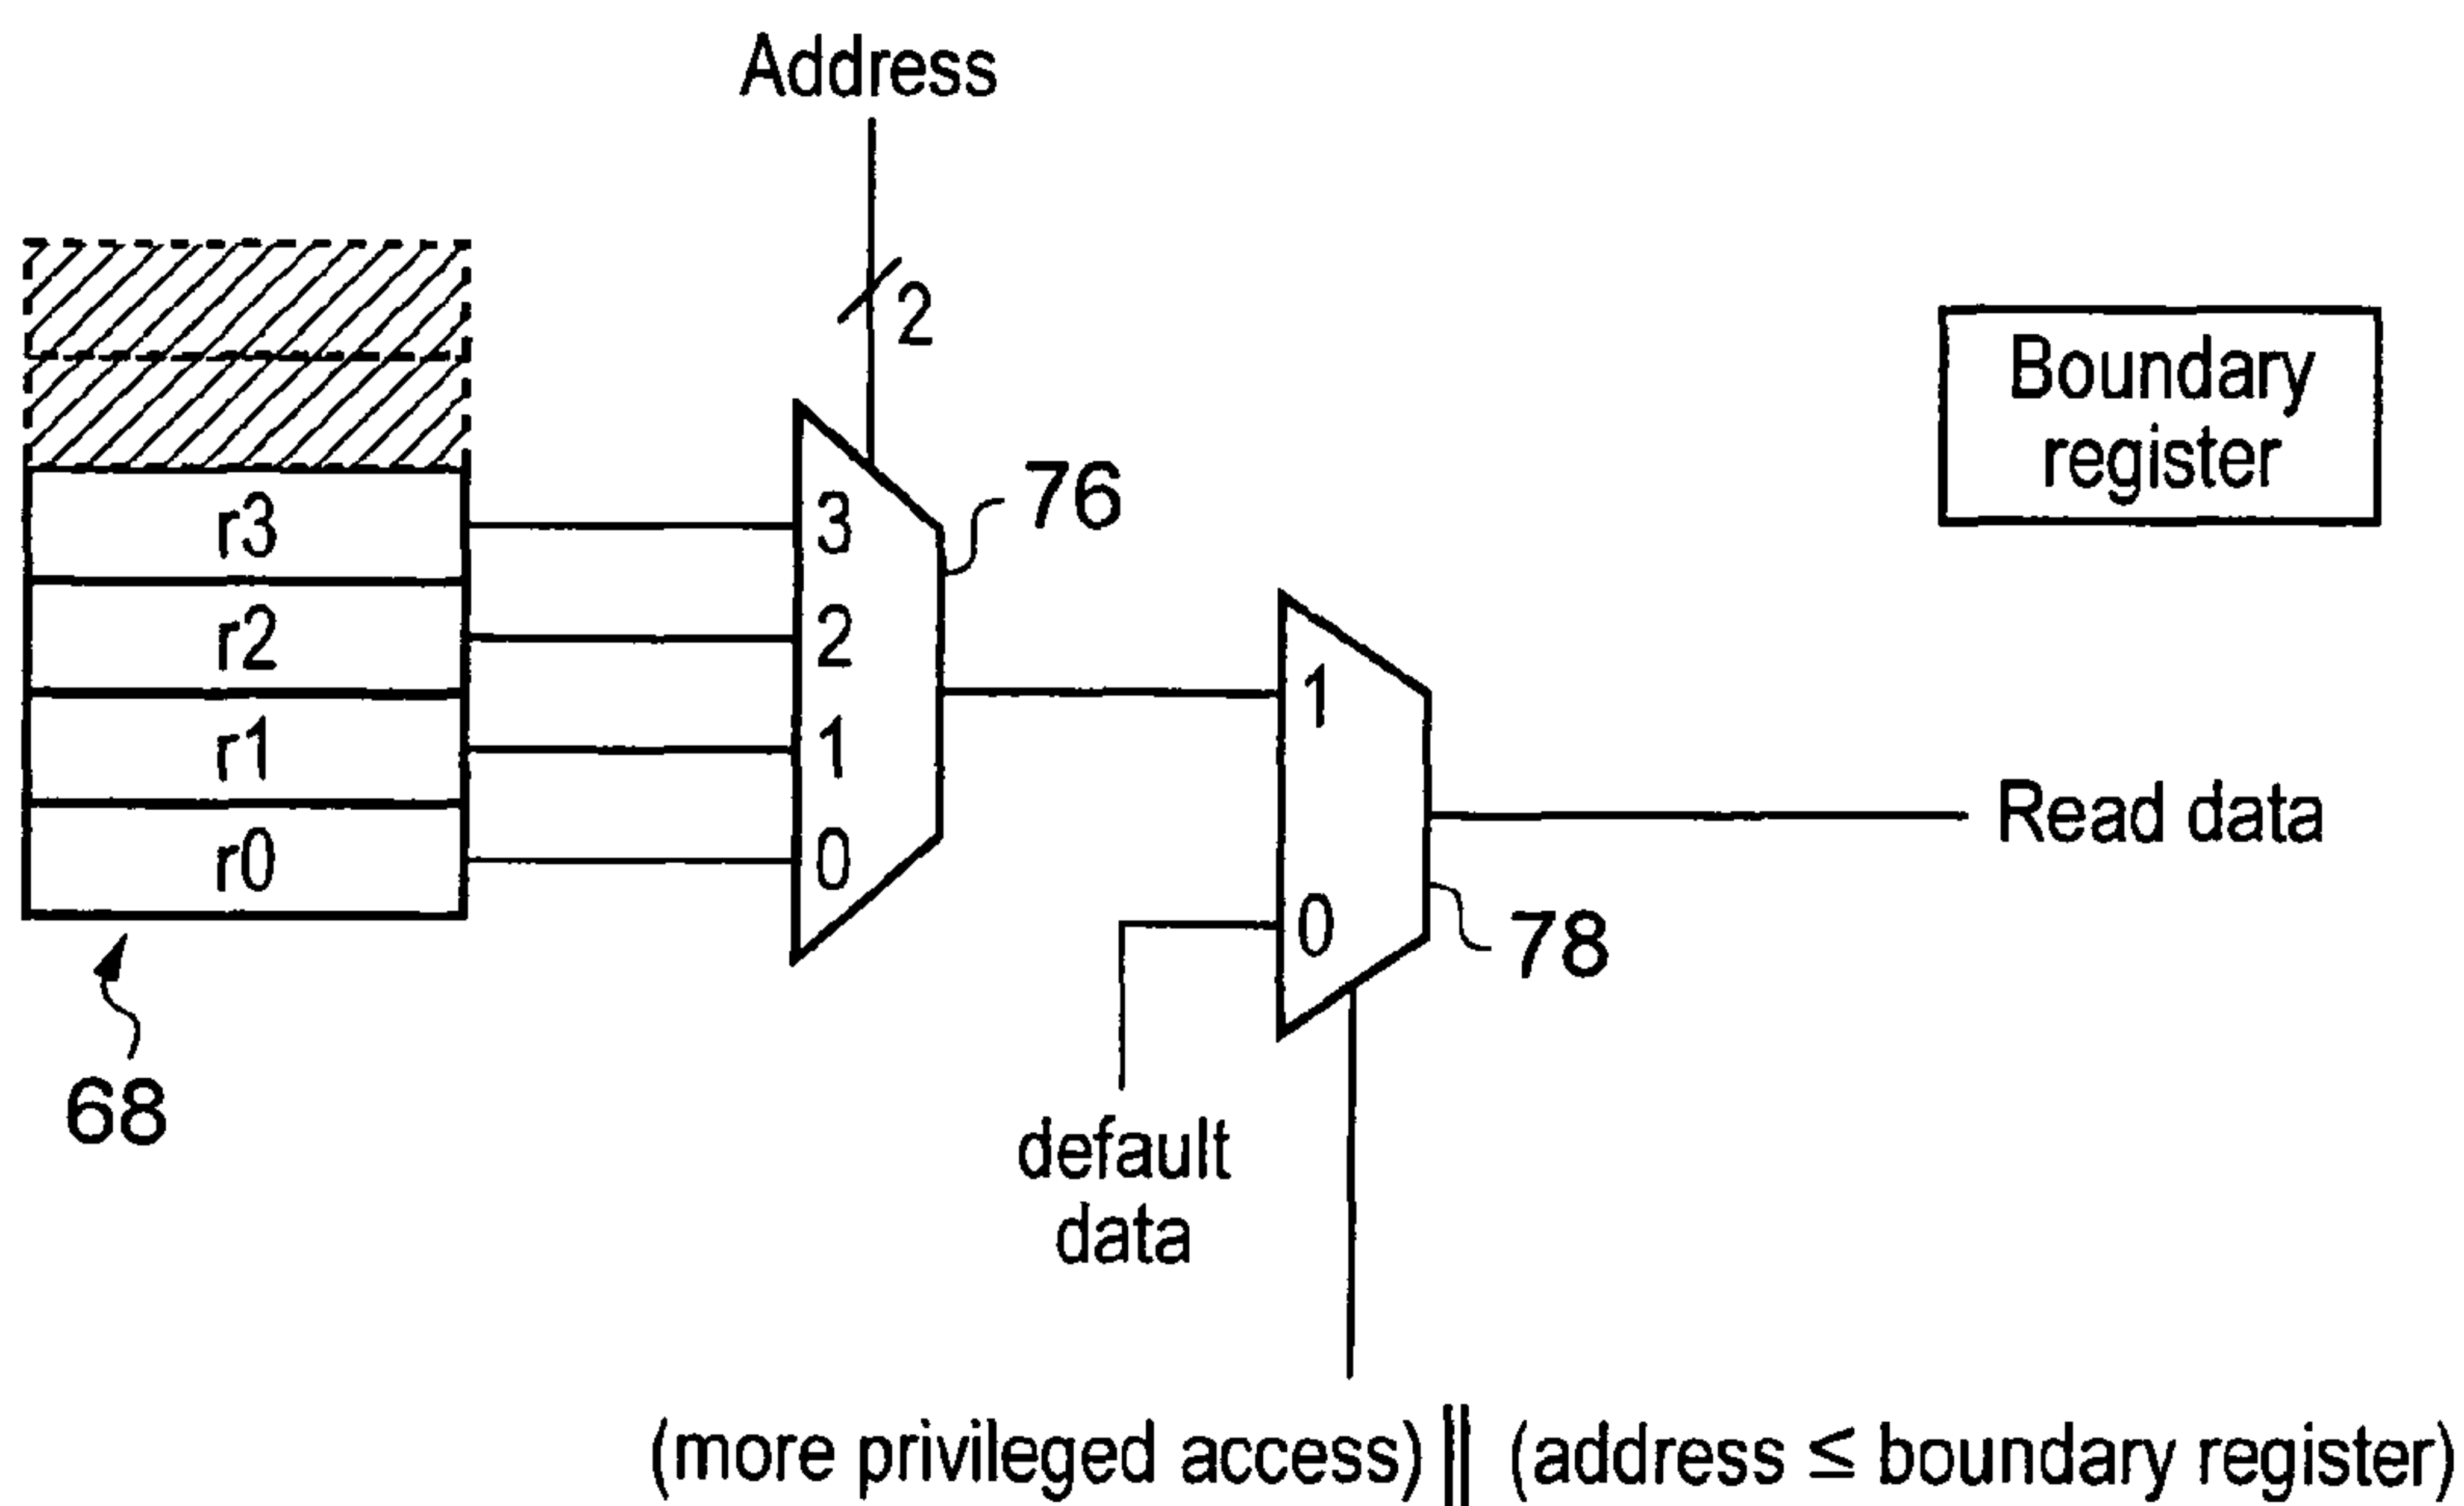 Address
2
Boundary
register
76
r3
3
r2
2
r1
1
r0
0
1
0
Read data
78
68
default
data
(more privileged access) || (address ≤ boundary register)